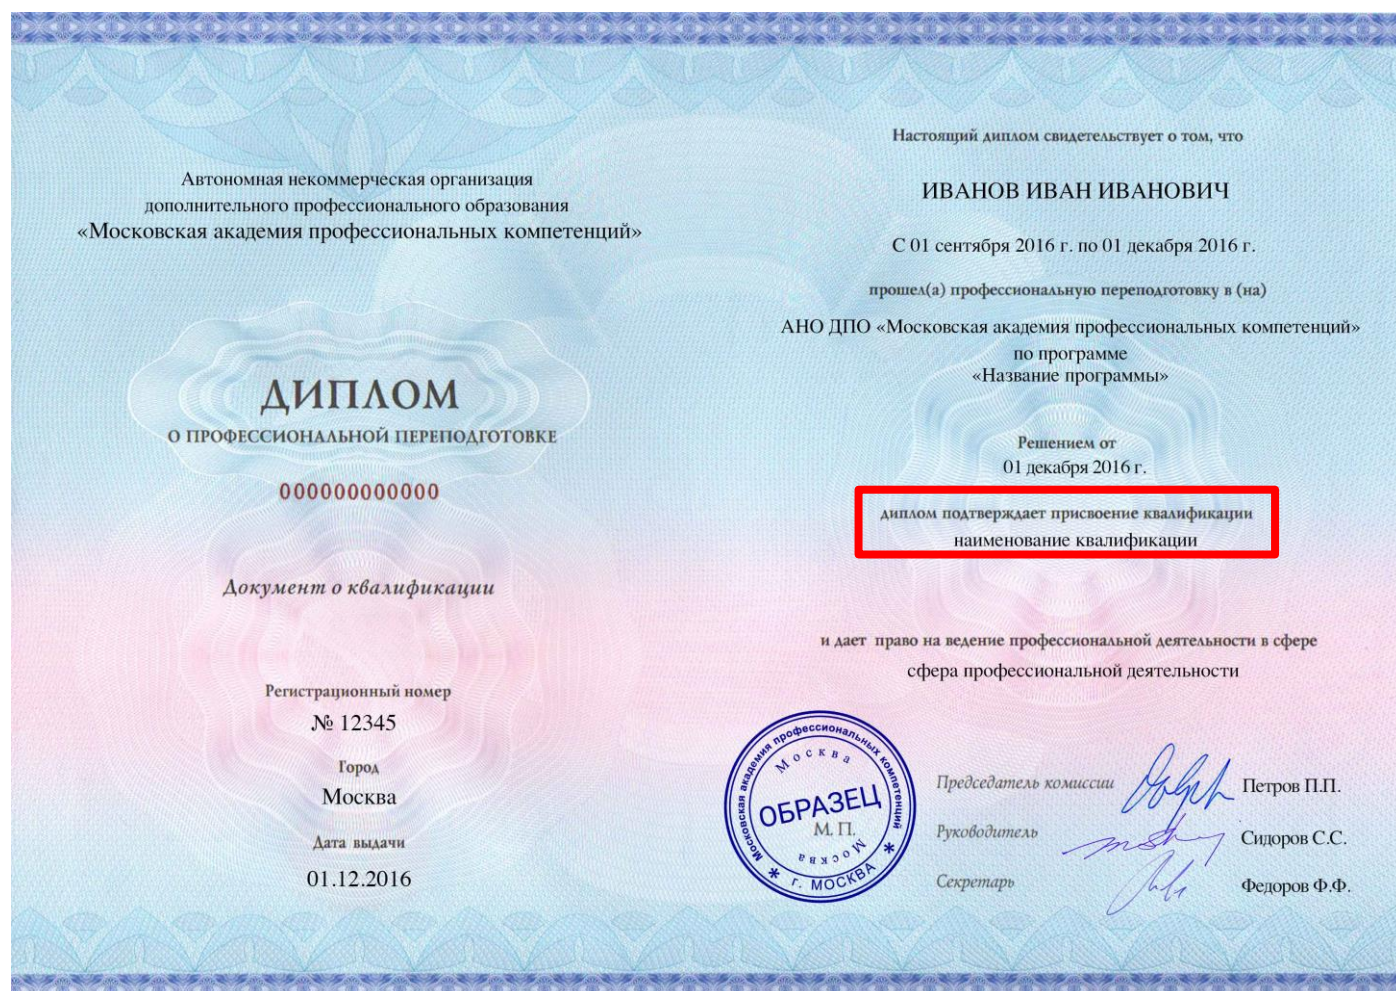 Автономная некоммерческая организация
дополнительного профессионального образования
«Московская академия профессиональных компетенций»
ДИПЛОМ
О ПРОФЕССИОНАЛЬНОЙ ПЕРЕПОДГОТОВКЕ
000000000000
Документ о квалификации
Регистрационный номер
№ 12345
Город
Москва
Дата выдачи
01.12.2016
Настоящий диплом свидетельствует о том, что
ИВАНОВ ИВАН ИВАНОВИЧ
С 01 сентября 2016 г. по 01 декабря 2016 г.
прошел(а) профессиональную переподготовку в (на)
АНО ДПО «Московская академия профессиональных компетенций»
по программе
«Название программы»
Решением от
01 декабря 2016 г.
диплом подтверждает присвоение квалификации
наименование квалификации
и дает право на ведение профессиональной деятельности в сфере
сфера профессиональной деятельности
Московская академия профессиональных компетенций
Москва
ОБРАЗЕЦ
М. П.
Москва
* г. МОСКВА *
Председатель комиссии Петров П.П.
Руководитель Сидоров С.С.
Секретарь Федоров Ф.Ф.